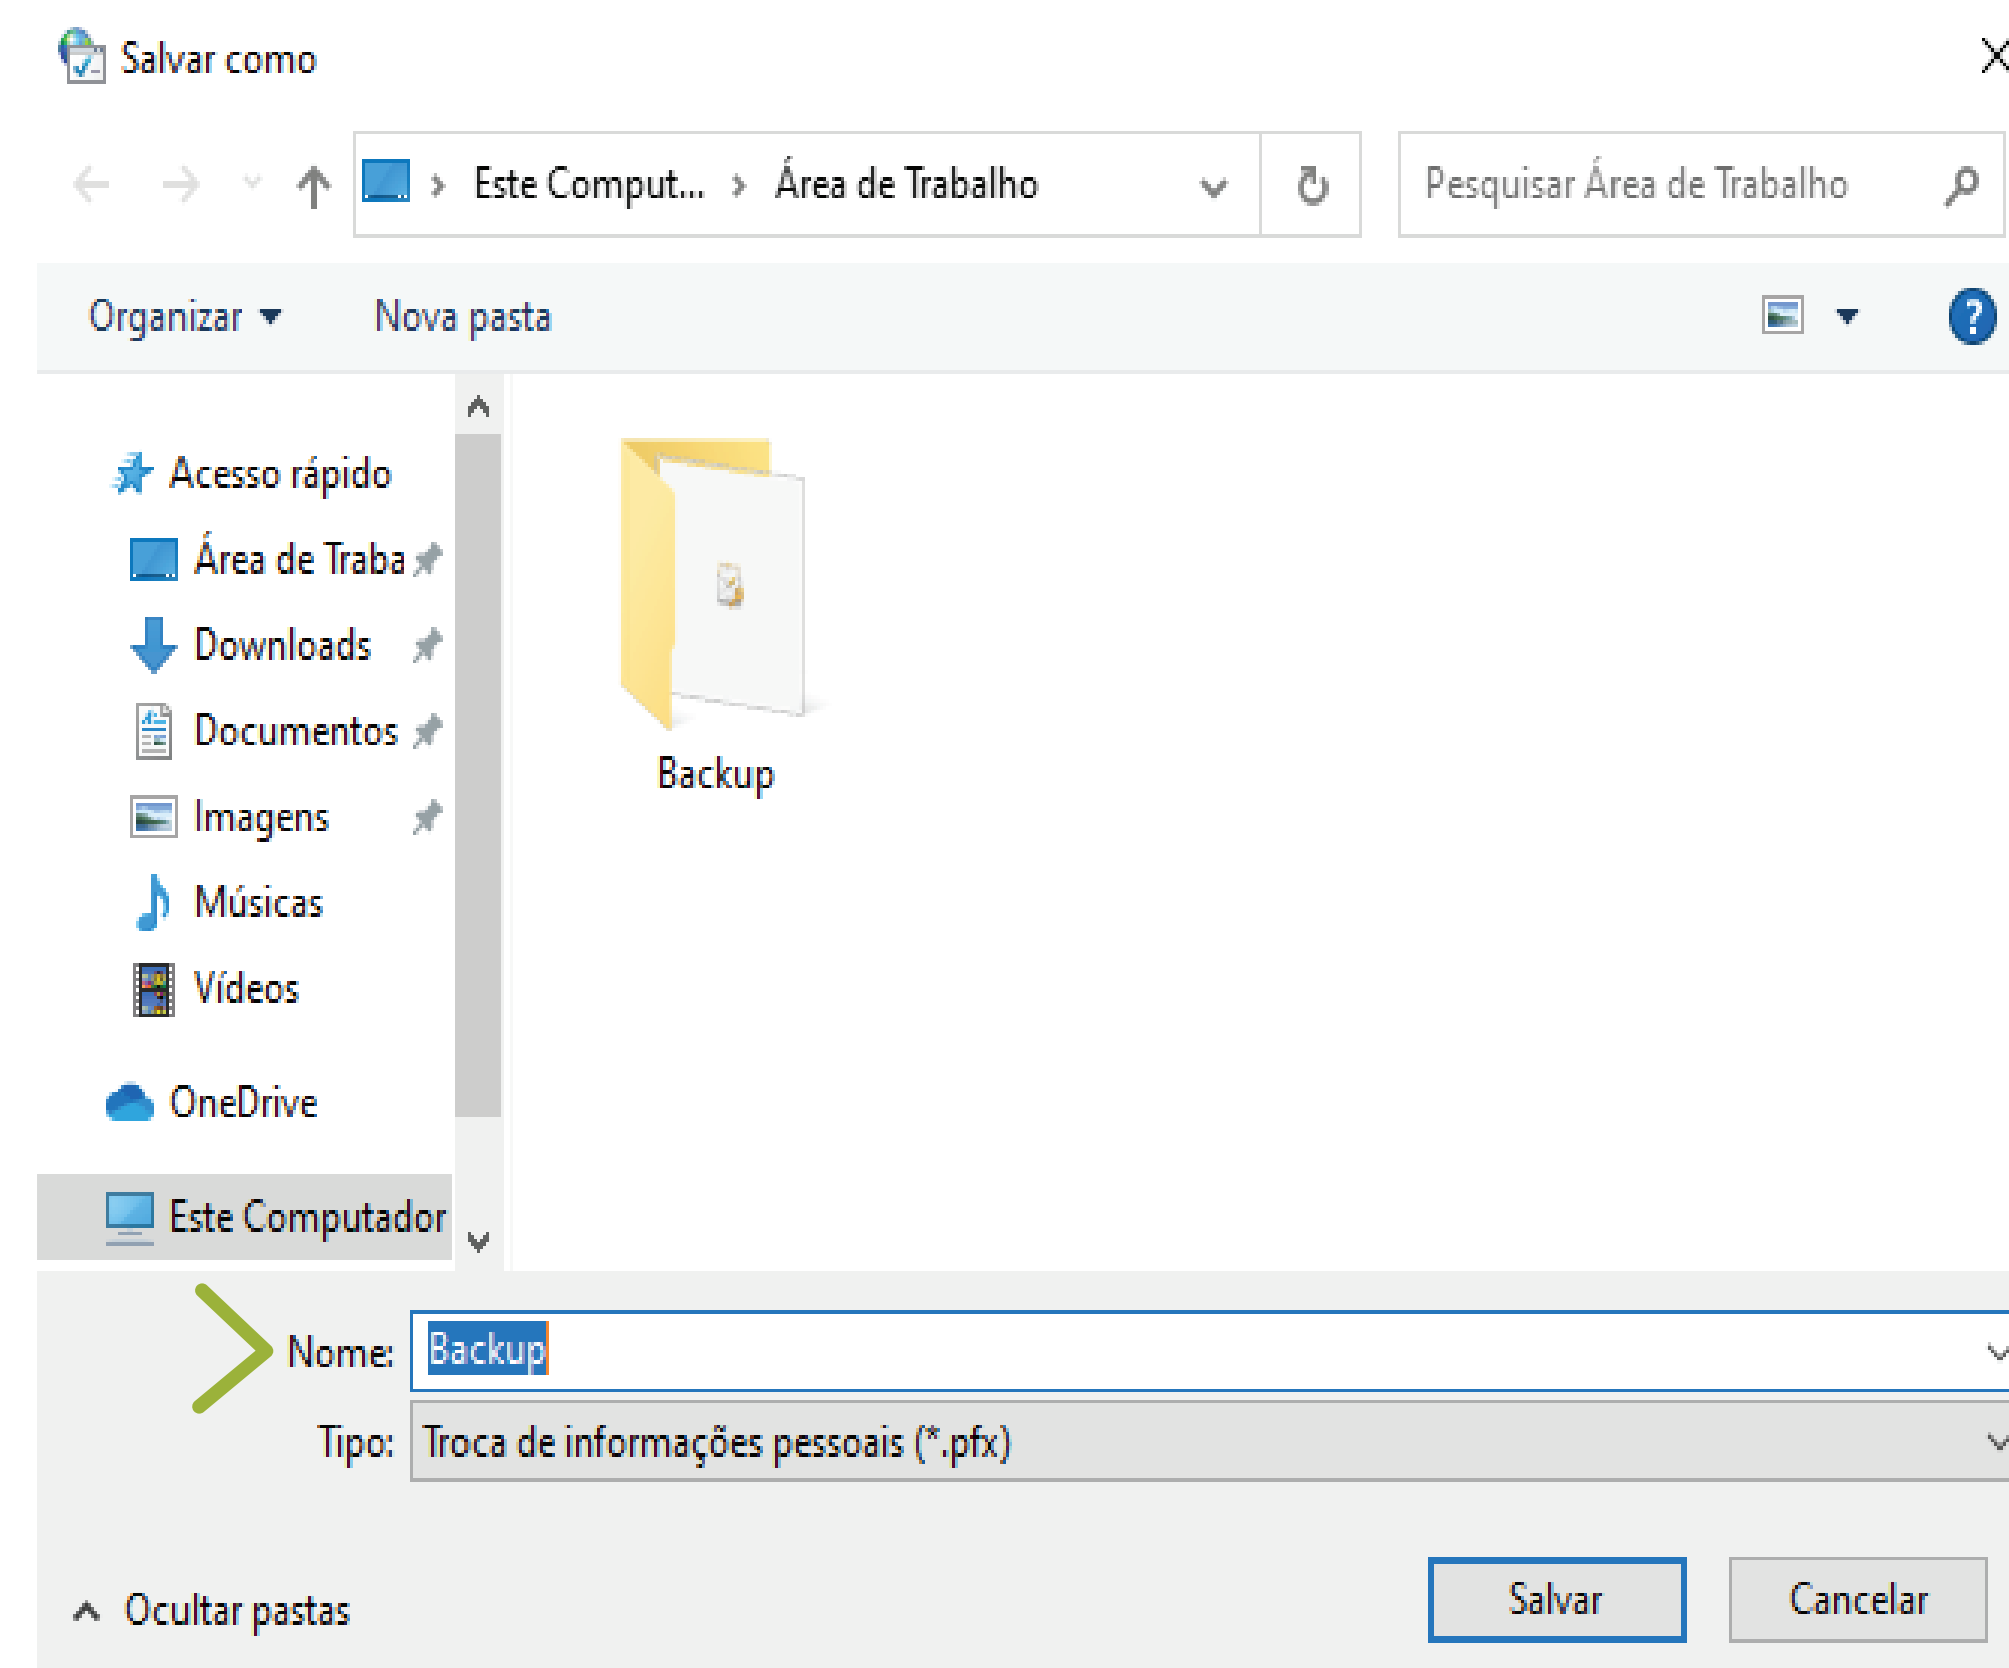 Salvar como
Este Comput... Área de Trabalho
Pesquisar Área de Trabalho
Organizar Nova pasta
Acesso rápido
Área de Traba
Downloads
Documentos
Imagens
Músicas
Vídeos
OneDrive
Este Computador
Backup
Nome: Backup
Tipo: Troca de informações pessoais (*.pfx)
Ocultar pastas
Salvar Cancelar